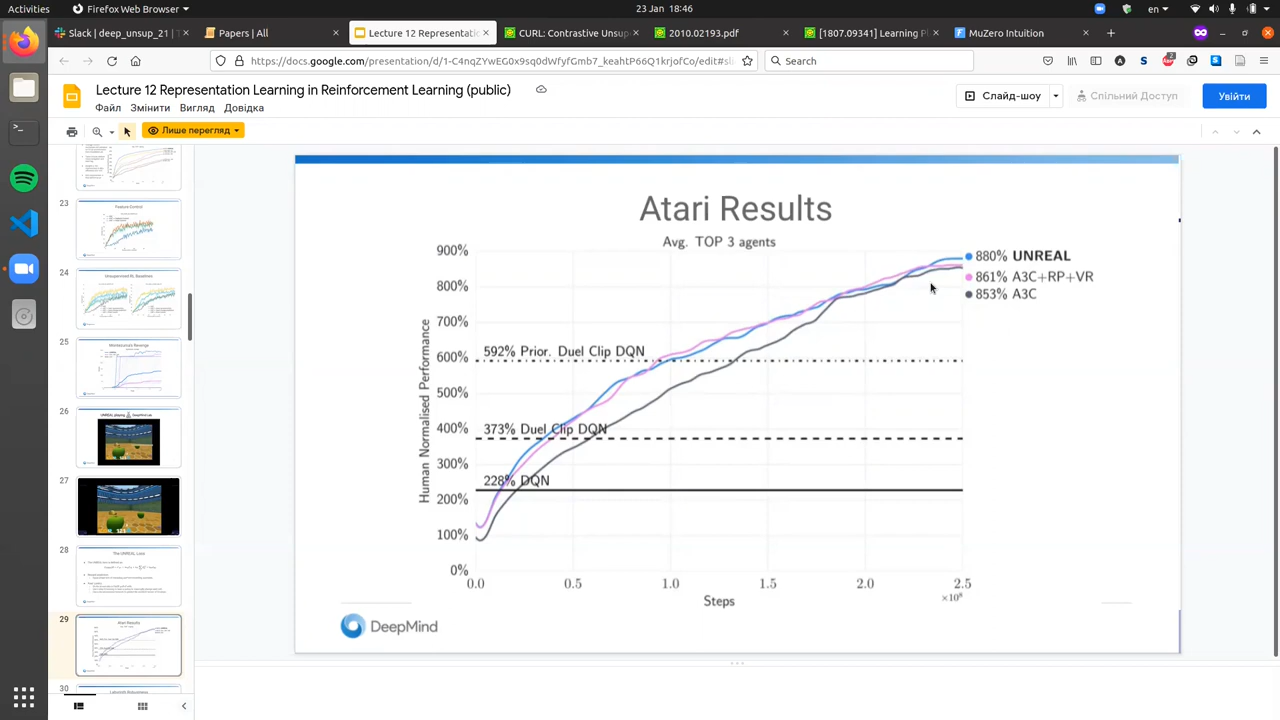 Activities
Firefox Web Browser
23 Jan 18:46
en
Slack | deep_unsup_21 | T
Papers | All
Lecture 12 Representatio
CURL: Contrastive Unsup
2010.02193.pdf
[1807.09341] Learning Pl
MuZero Intuition
https://docs.google.com/presentation/d/1-C4nqZYwEG0x9sq0dWfyfGmb7_keahtP66Q1krjofCo/edit#sli
Search
Lecture 12 Representation Learning in Reinforcement Learning (public)
Файл Змінити Вигляд Довідка
Слайд-шоу
Спільний Доступ
Увійти
Лише перегляд
23
Feature Control
24
Unsupervised RL Baselines
25
Montezumas Revenge
26
27
28
The UNREAL Loss
29
Atari Results
30
Atari Results
Avg. TOP 3 agents
Human Normalised Performance
900%
800%
700%
600%
500%
400%
300%
200%
100%
0%
880% UNREAL
861% A3C+RP+VR
853% A3C
592% Prior. Duel Clip DQN
373% Duel Clip DQN
228% DQN
0.0 0.5 1.0 1.5 2.0 2.5
×10⁸
Steps
DeepMind